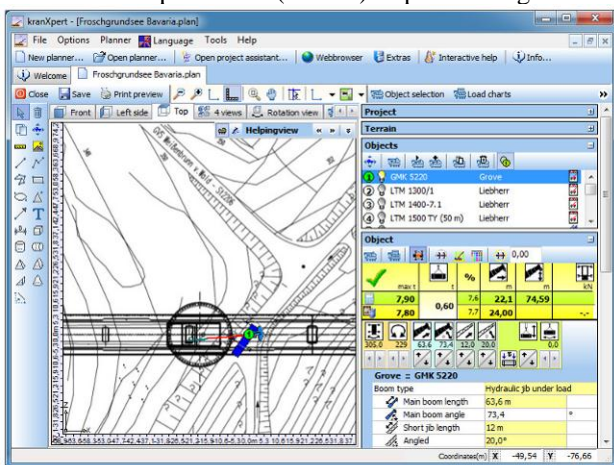 kranXpert - [Froschgrundsee Bavaria.plan]
File Options Planner Language Tools Help
New planner... Open planner... Open project assistant... Webbrowser Extras Interactive help Info...
Welcome Froschgrundsee Bavaria.plan
Close Save Print preview Object selection Load charts
Front Left side Top 4 views Rotation view
Helpingview
Project
Terrain
Objects
1 GMK 5220 Grove
2 LTM 1300/1 Liebherr
3 LTM 1400-7.1 Liebherr
4 LTM 1500 TY (50 m) Liebherr
Object
0,00
max t t % m m kN
7,90 0,60 7.6 22,1 74,59
7,80 7.7 24,00 -,-
305.0 229 63.6 73.4 12.0 20.0 0.0
Grove :: GMK 5220
Boom type Hydraulic jib under load
Main boom length 63,6 m
Main boom angle 73,4 °
Short jib length 12 m
Angled 20,0°
Coordinates(m) X -49,54 Y -76,66